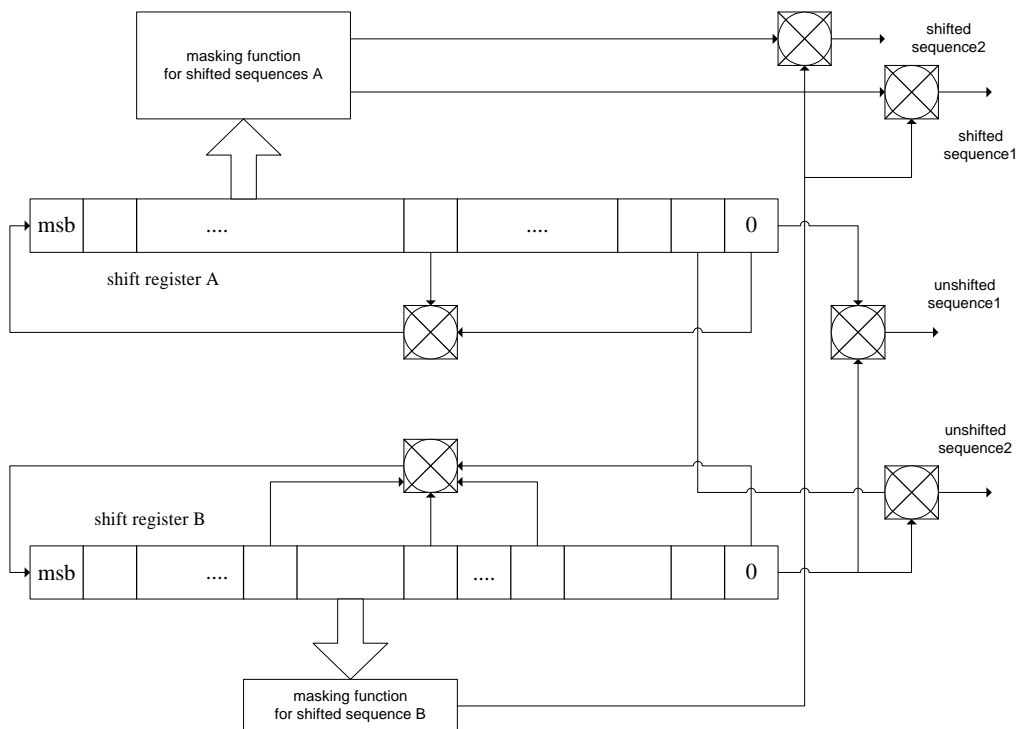 masking function
for shifted sequences A
shifted
sequence2
shifted
sequence1
msb
....
....
0
shift register A
unshifted
sequence1
unshifted
sequence2
shift register B
msb
....
....
0
masking function
for shifted sequence B